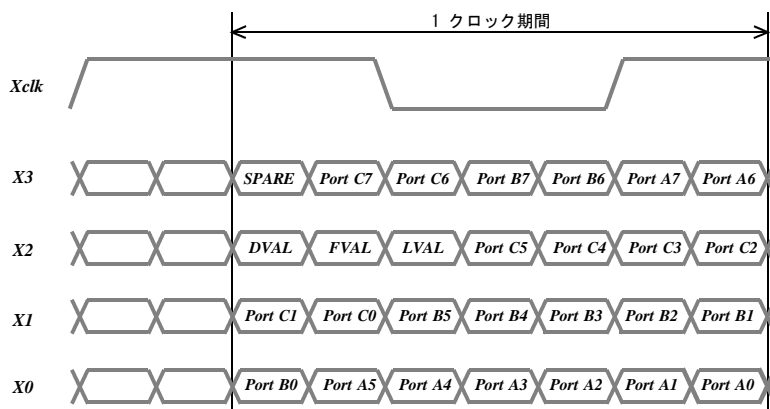 1 クロック期間
Xclk
X3 SPARE Port C7 Port C6 Port B7 Port B6 Port A7 Port A6
X2 DVAL FVAL LVAL Port C5 Port C4 Port C3 Port C2
X1 Port C1 Port C0 Port B5 Port B4 Port B3 Port B2 Port B1
X0 Port B0 Port A5 Port A4 Port A3 Port A2 Port A1 Port A0